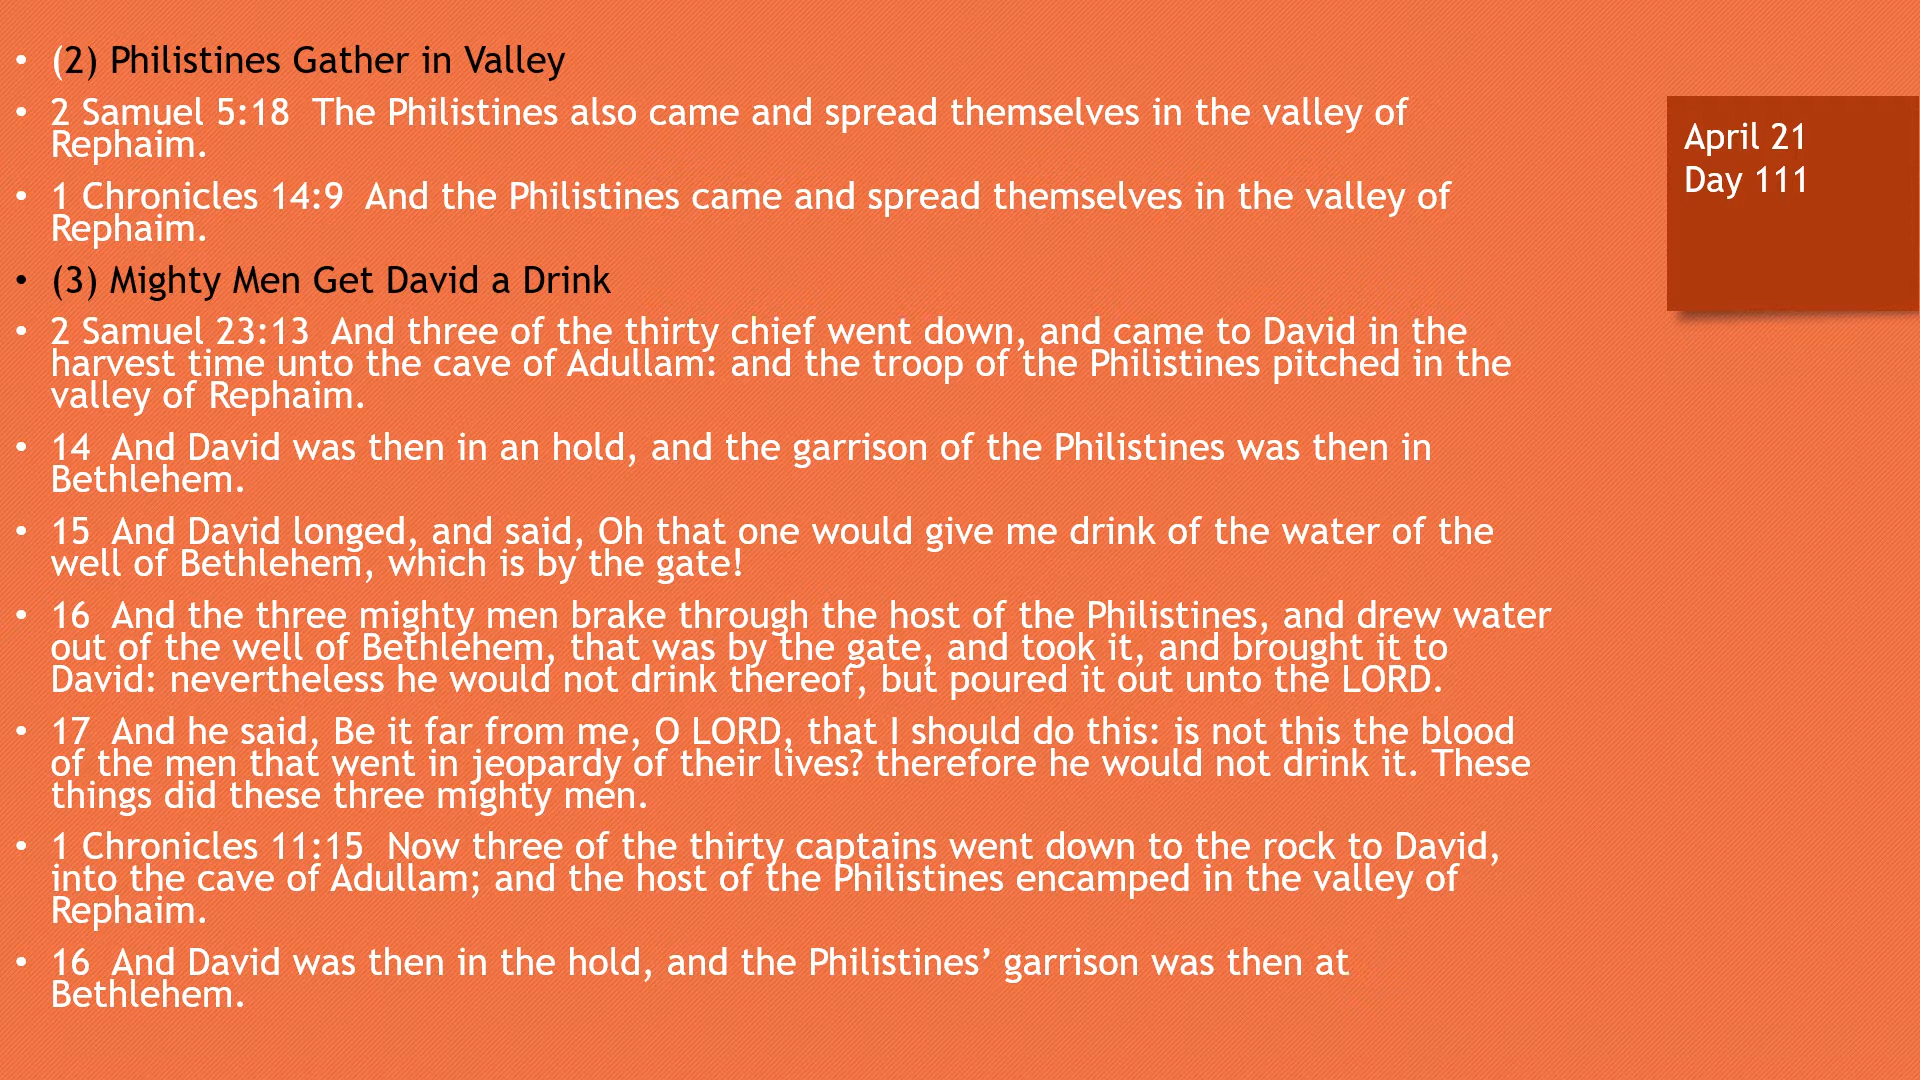 • (2) Philistines Gather in Valley
• 2 Samuel 5:18  The Philistines also came and spread themselves in the valley of
Rephaim.
• 1 Chronicles 14:9  And the Philistines came and spread themselves in the valley of
Rephaim.
• (3) Mighty Men Get David a Drink
• 2 Samuel 23:13  And three of the thirty chief went down, and came to David in the
harvest time unto the cave of Adullam: and the troop of the Philistines pitched in the
valley of Rephaim.
• 14  And David was then in an hold, and the garrison of the Philistines was then in
Bethlehem.
• 15  And David longed, and said, Oh that one would give me drink of the water of the
well of Bethlehem, which is by the gate!
• 16  And the three mighty men brake through the host of the Philistines, and drew water
out of the well of Bethlehem, that was by the gate, and took it, and brought it to
David: nevertheless he would not drink thereof, but poured it out unto the LORD.
• 17  And he said, Be it far from me, O LORD, that I should do this: is not this the blood
of the men that went in jeopardy of their lives? therefore he would not drink it. These
things did these three mighty men.
• 1 Chronicles 11:15  Now three of the thirty captains went down to the rock to David,
into the cave of Adullam; and the host of the Philistines encamped in the valley of
Rephaim.
• 16  And David was then in the hold, and the Philistines’ garrison was then at
Bethlehem.
April 21
Day 111